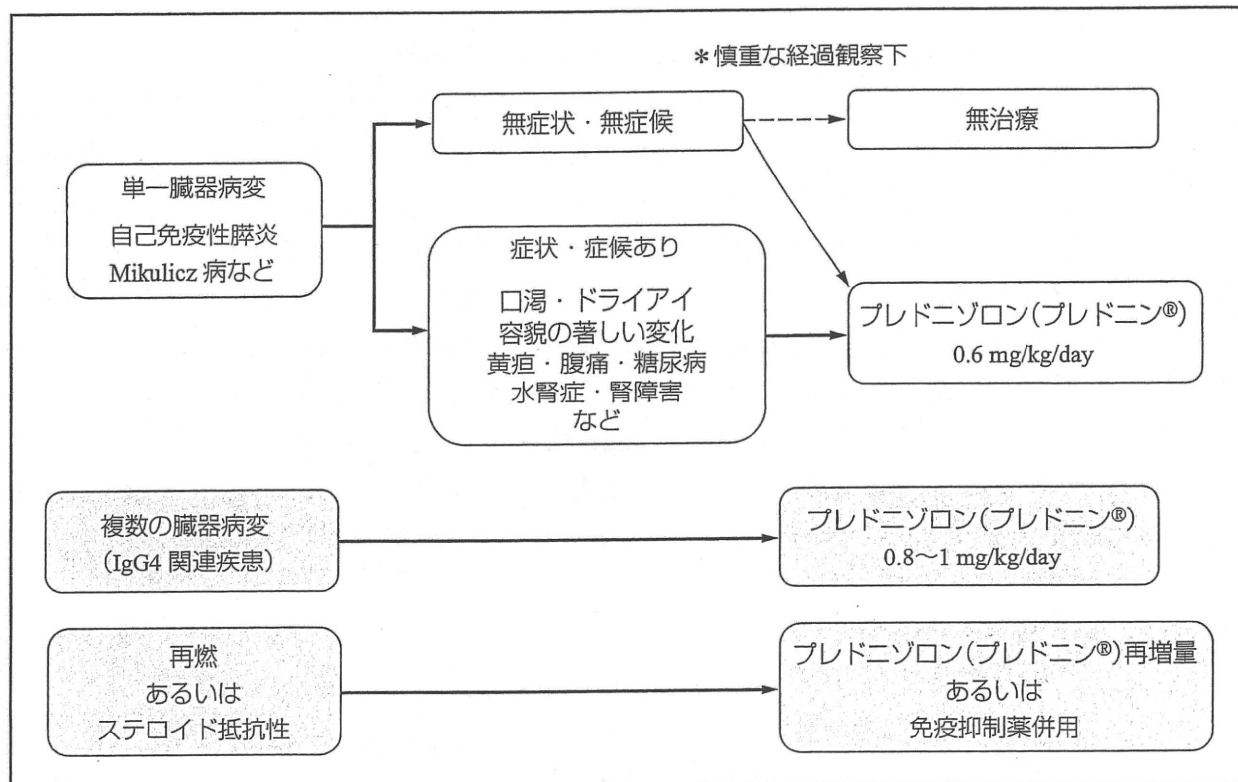 *慎重な経過観察下
無症状・無症候
無治療
単一臓器病変
自己免疫性膵炎
Mikulicz 病など
症状・症候あり
口渇・ドライアイ
容貌の著しい変化
黄疸・腹痛・糖尿病
水腎症・腎障害
など
プレドニゾロン(プレドニン®)
0.6 mg/kg/day
複数の臓器病変
(IgG4 関連疾患)
プレドニゾロン(プレドニン®)
0.8〜1 mg/kg/day
再燃
あるいは
ステロイド抵抗性
プレドニゾロン(プレドニン®)再増量
あるいは
免疫抑制薬併用